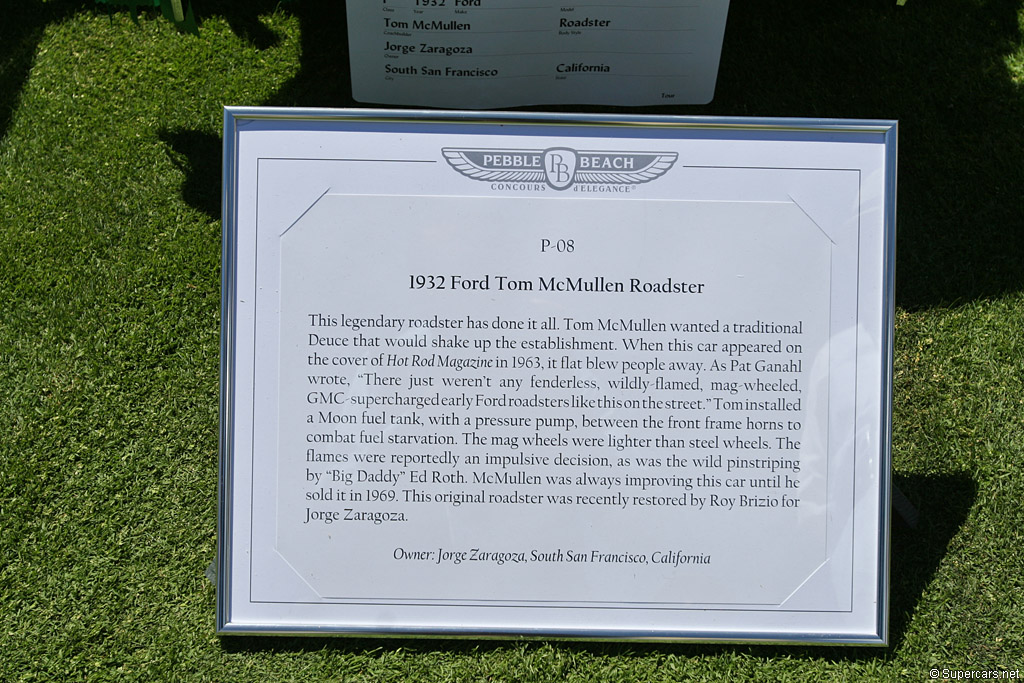 1932 Ford
Tom McMullen Roadster
Jorge Zaragoza
South San Francisco California
Tour
PEBBLE PB BEACH
CONCOURS d'ELEGANCE®
P-08
1932 Ford Tom McMullen Roadster
This legendary roadster has done it all. Tom McMullen wanted a traditional
Deuce that would shake up the establishment. When this car appeared on
the cover of Hot Rod Magazine in 1963, it flat blew people away. As Pat Ganahl
wrote, “There just weren't any fenderless, wildly-flamed, mag-wheeled,
GMC-supercharged early Ford roadsters like this on the street.” Tom installed
a Moon fuel tank, with a pressure pump, between the front frame horns to
combat fuel starvation. The mag wheels were lighter than steel wheels. The
flames were reportedly an impulsive decision, as was the wild pinstriping
by “Big Daddy” Ed Roth. McMullen was always improving this car until he
sold it in 1969. This original roadster was recently restored by Roy Brizio for
Jorge Zaragoza.
Owner: Jorge Zaragoza, South San Francisco, California
© Supercars.net